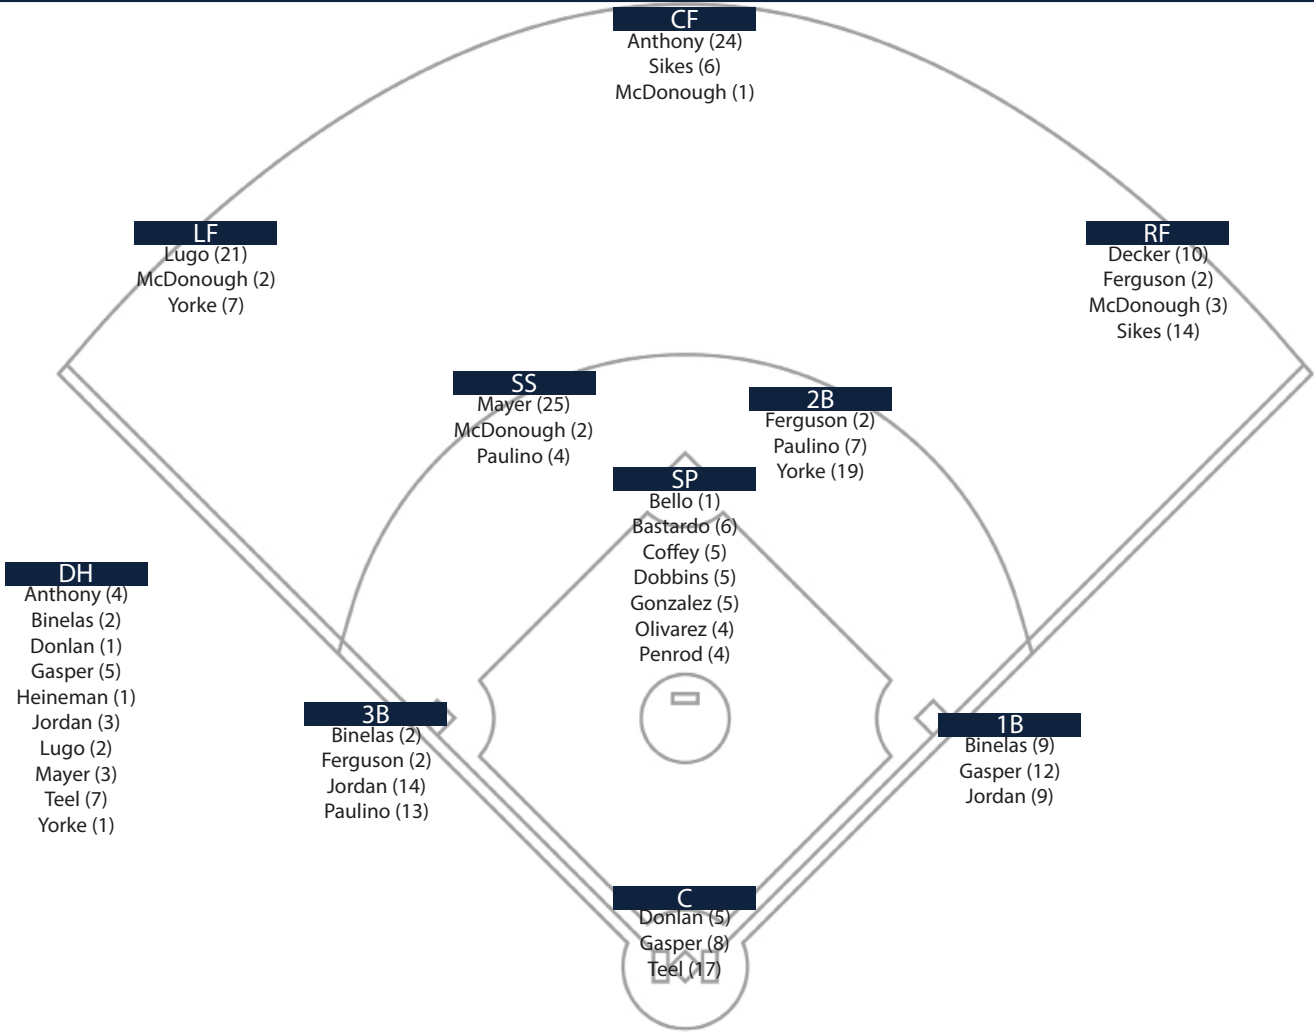 CF
Anthony (24)
Sikes (6)
McDonough (1)
LF
Lugo (21)
McDonough (2)
Yorke (7)
RF
Decker (10)
Ferguson (2)
McDonough (3)
Sikes (14)
SS
Mayer (25)
McDonough (2)
Paulino (4)
2B
Ferguson (2)
Paulino (7)
Yorke (19)
SP
Bello (1)
Bastardo (6)
Coffey (5)
Dobbins (5)
Gonzalez (5)
Olivarez (4)
Penrod (4)
DH
Anthony (4)
Binelas (2)
Donlan (1)
Gasper (5)
Heineman (1)
Jordan (3)
Lugo (2)
Mayer (3)
Teel (7)
Yorke (1)
3B
Binelas (2)
Ferguson (2)
Jordan (14)
Paulino (13)
1B
Binelas (9)
Gasper (12)
Jordan (9)
C
Donlan (5)
Gasper (8)
Teel (17)